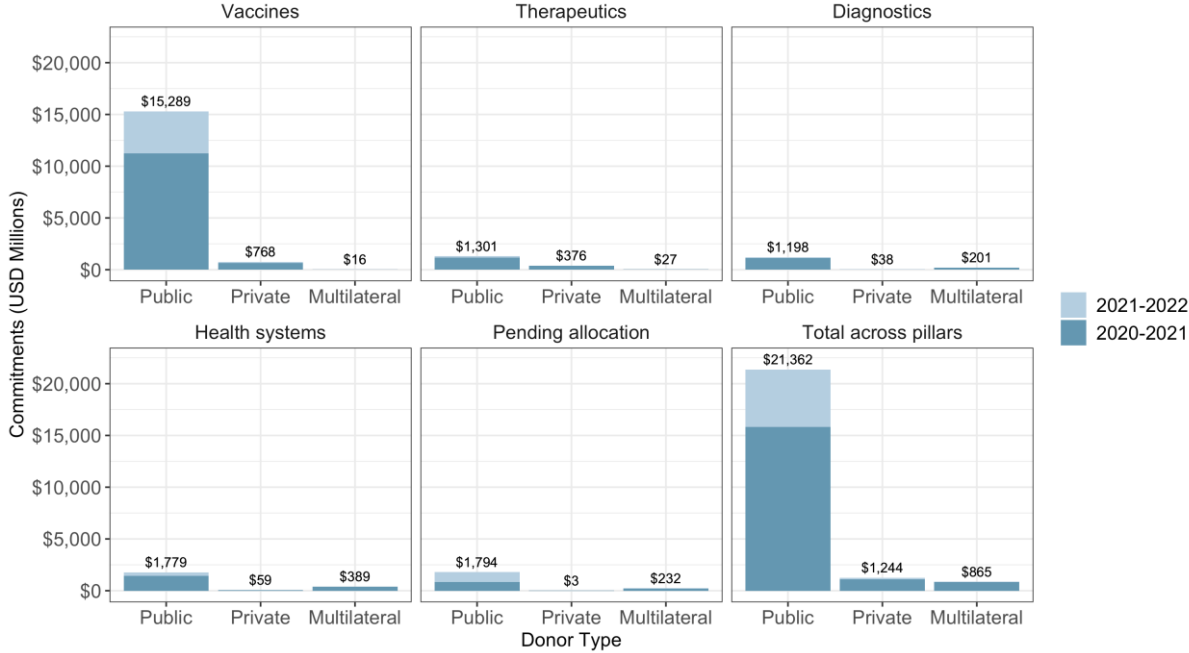 Vaccines
Therapeutics
Diagnostics
Commitments (USD Millions)
$20,000
$15,000
$10,000
$5,000
$0
$15,289
$768
$16
$1,301
$376
$27
$1,198
$38
$201
Public Private Multilateral
Public Private Multilateral
Public Private Multilateral
2021-2022
2020-2021
Health systems
Pending allocation
Total across pillars
$20,000
$15,000
$10,000
$5,000
$0
$1,779
$59
$389
$1,794
$3
$232
$21,362
$1,244
$865
Public Private Multilateral
Public Private Multilateral
Public Private Multilateral
Donor Type